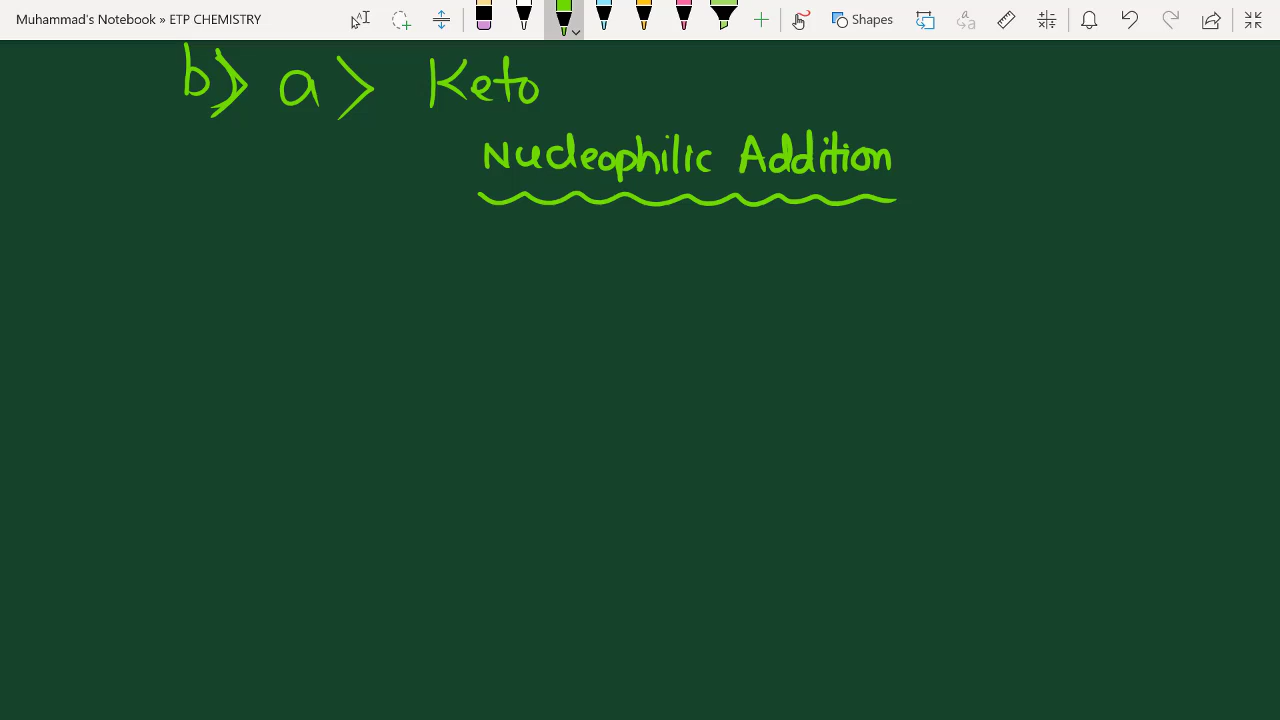 Muhammad's Notebook » ETP CHEMISTRY
Shapes
b) a > Keto
Nucleophilic Addition